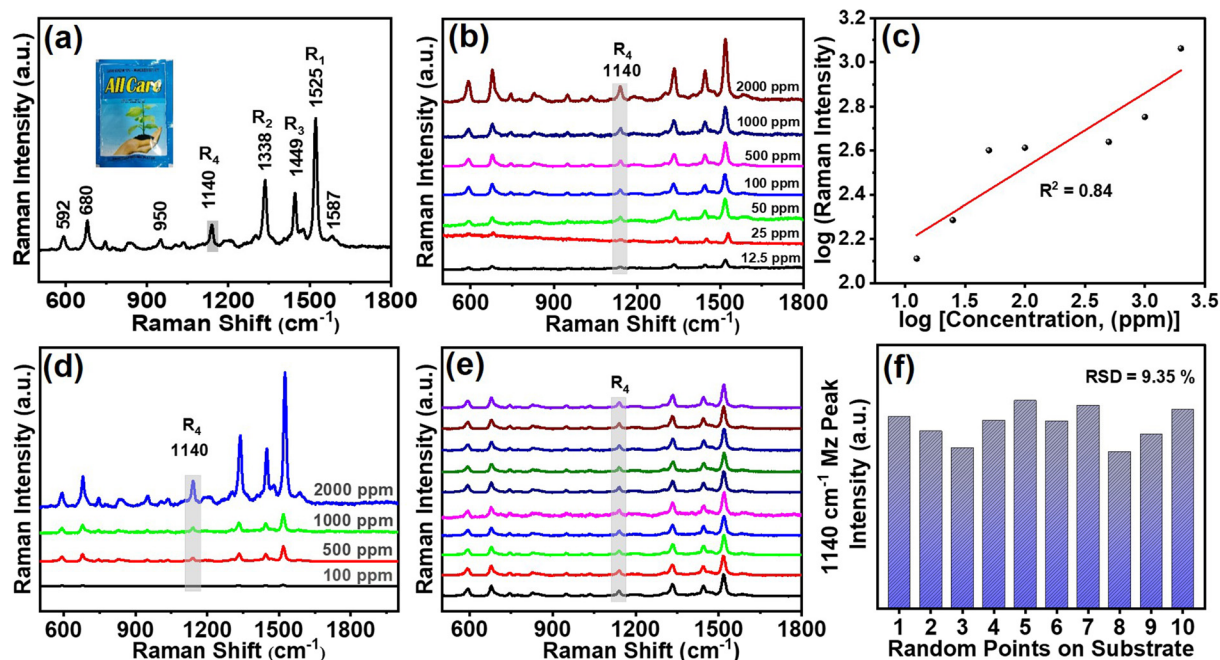 (a)
Raman Intensity (a.u.)
All Care
592
680
950
R4
1140
R2
1338
R3
1449
R1
1525
1587
600 900 1200 1500 1800
Raman Shift (cm-1)
(b)
Raman Intensity (a.u.)
R4
1140
2000 ppm
1000 ppm
500 ppm
100 ppm
50 ppm
25 ppm
12.5 ppm
600 900 1200 1500 1800
Raman Shift (cm-1)
(c)
log (Raman Intensity)
3.2
3.0
2.8
2.6
2.4
2.2
2.0
R2 = 0.84
1.0 1.5 2.0 2.5 3.0 3.5
log [Concentration, (ppm)]
(d)
Raman Intensity (a.u.)
R4
1140
2000 ppm
1000 ppm
500 ppm
100 ppm
600 900 1200 1500 1800
Raman Shift (cm-1)
(e)
Raman Intensity (a.u.)
R4
600 900 1200 1500 1800
Raman Shift (cm-1)
(f)
1140 cm-1 Mz Peak
Intensity (a.u.)
RSD = 9.35 %
1 2 3 4 5 6 7 8 9 10
Random Points on Substrate